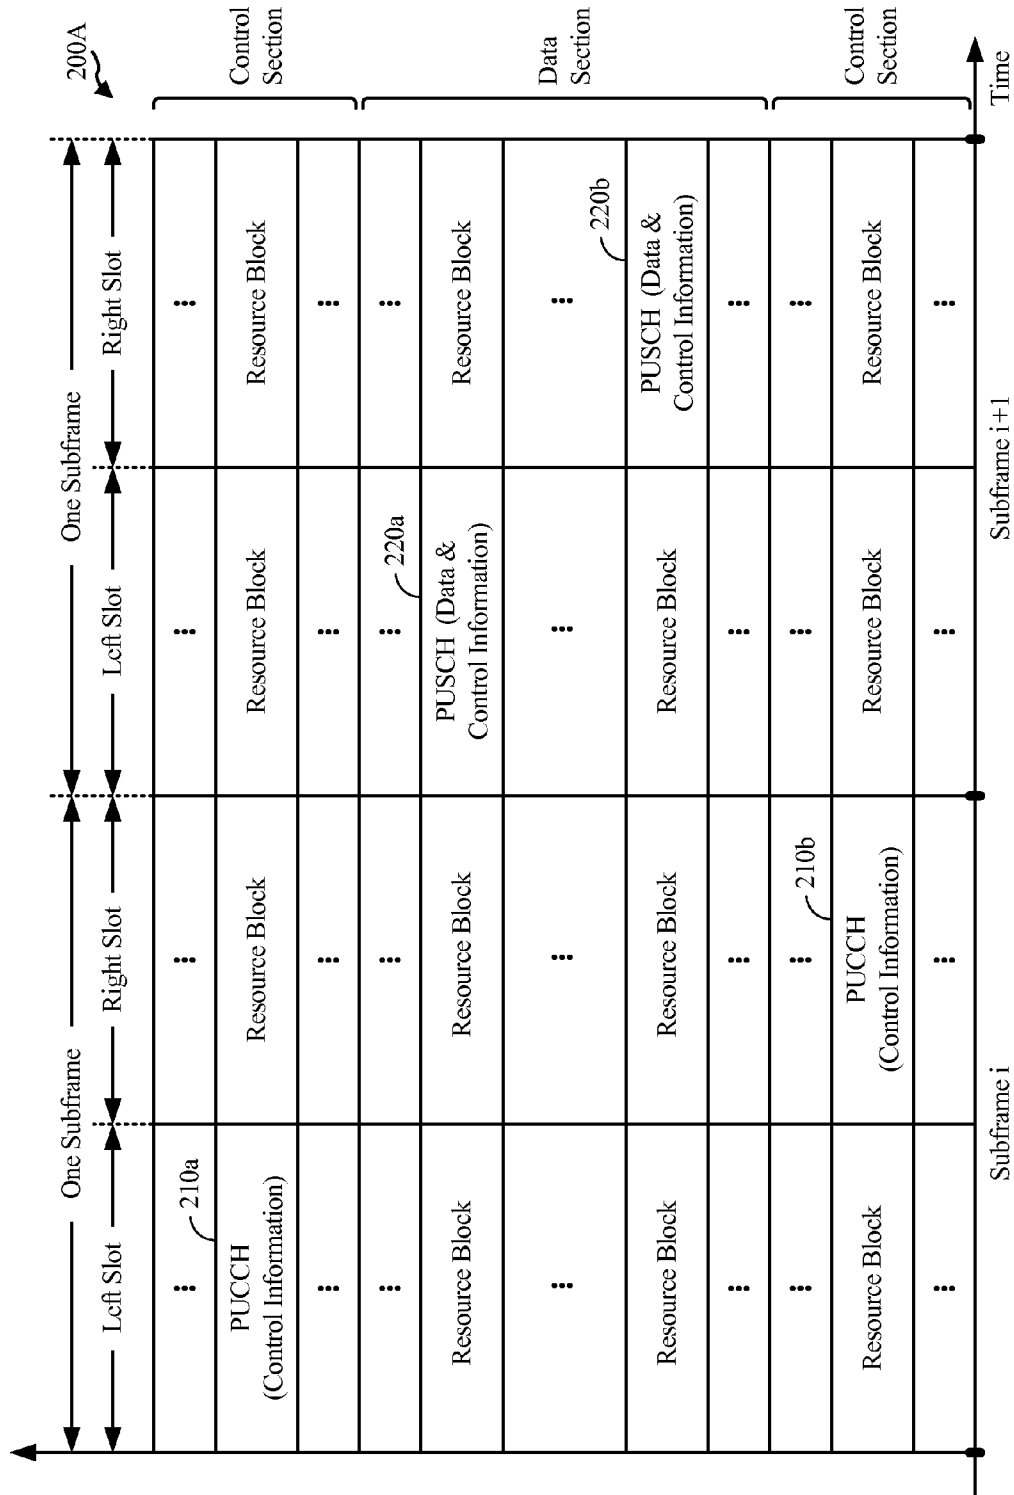 200A
One Subframe
One Subframe
Left Slot
Right Slot
Left Slot
Right Slot
210a
PUCCH
(Control Information)
Resource Block
Resource Block
Resource Block
Control
Section
220a
Resource Block
Resource Block
PUSCH (Data &
Control Information)
Resource Block
Data
Section
220b
Resource Block
Resource Block
Resource Block
PUSCH (Data &
Control Information)
210b
Resource Block
PUCCH
(Control Information)
Resource Block
Resource Block
Control
Section
Subframe i
Subframe i+1
Time